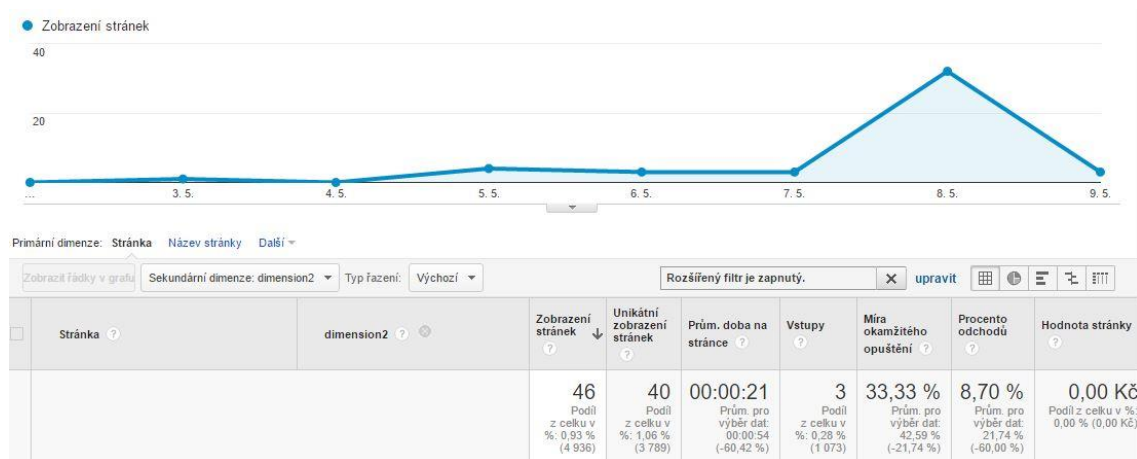 Zobrazení stránek
40
20
...
3. 5.
4. 5.
5. 5.
6. 5.
7. 5.
8. 5.
9. 5.
Primární dimenze: Stránka Název stránky Další
Zobrazit řádky v grafu Sekundární dimenze: dimension2 Typ řazení: Výchozí Rozšířený filtr je zapnutý. upravit
Stránka ?
dimension2 ?
Zobrazení
stránek
?
Unikátní
zobrazení
stránek
?
Prům. doba na
stránce ?
Vstupy
?
Míra
okamžitého
opuštění ?
Procento
odchodů
?
Hodnota stránky
?
46
Podíl
z celku v
%: 0,93 %
(4 936)
40
Podíl
z celku v
%: 1,06 %
(3 789)
00:00:21
Prům. pro
výběr dat:
00:00:54
(-60,42 %)
3
Podíl
z celku v
%: 0,28 %
(1 073)
33,33 %
Prům. pro
výběr dat:
42,59 %
(-21,74 %)
8,70 %
Prům. pro
výběr dat:
21,74 %
(-60,00 %)
0,00 Kč
Podíl z celku v %:
0,00 % (0,00 Kč)